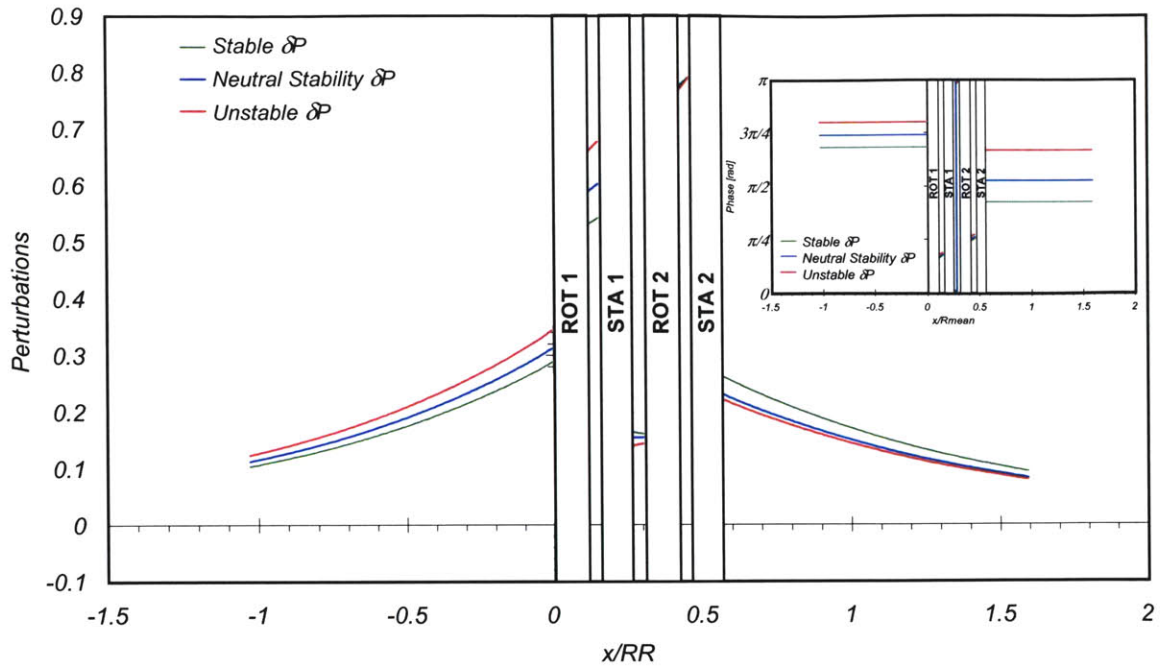 0.9
0.8
0.7
0.6
0.5
0.4
0.3
0.2
0.1
0
-0.1
Perturbations
Stable δP
Neutral Stability δP
Unstable δP
ROT 1
STA 1
ROT 2
STA 2
-1.5
-1
-0.5
0
0.5
1
1.5
2
x/RR
π
3π/4
π/2
π/4
0
Phase [rad]
ROT 1
STA 1
ROT 2
STA 2
Stable δP
Neutral Stability δP
Unstable δP
-1.5
-1
-0.5
0
0.5
1
1.5
2
x/Rmean